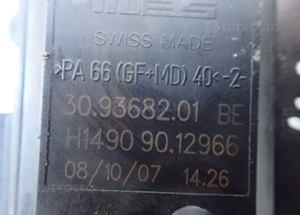 MES
SWISS MADE
>PA 66 (GF+MD) 40<-2-
30.93682.01 BE
H1490 90.12966
08/10/07 14.26